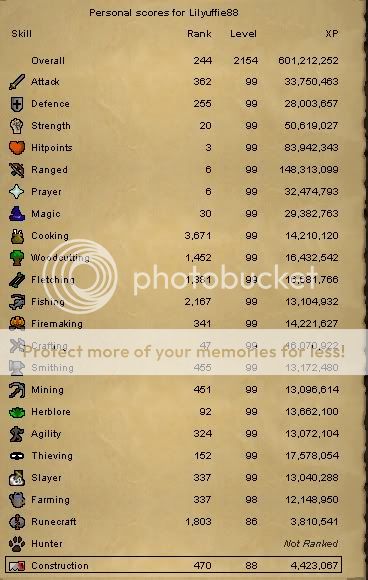 Personal scores for Lilyuffie88
Skill Rank Level XP
Overall 244 2154 601,212,252
Attack 362 99 33,750,463
Defence 255 99 28,003,657
Strength 20 99 50,619,027
Hitpoints 3 99 83,942,343
Ranged 6 99 148,313,099
Prayer 6 99 32,474,793
Magic 30 99 29,382,763
Cooking 3,671 99 14,210,120
Woodcutting 1,452 99 16,432,542
Fletching 99
photobucket
Fishing 2,167 99 13,104,932
Firemaking 341 99 14,221,627
Crafting 47 99
Protect more of your memories for less!
Smithing 455 99 13,172,480
Mining 451 99 13,096,614
Herblore 92 99 13,662,100
Agility 324 99 13,072,104
Thieving 152 99 17,578,054
Slayer 337 99 13,040,288
Farming 337 98 12,148,950
Runecraft 1,803 86 3,810,541
Hunter Not Ranked
Construction 470 88 4,423,067